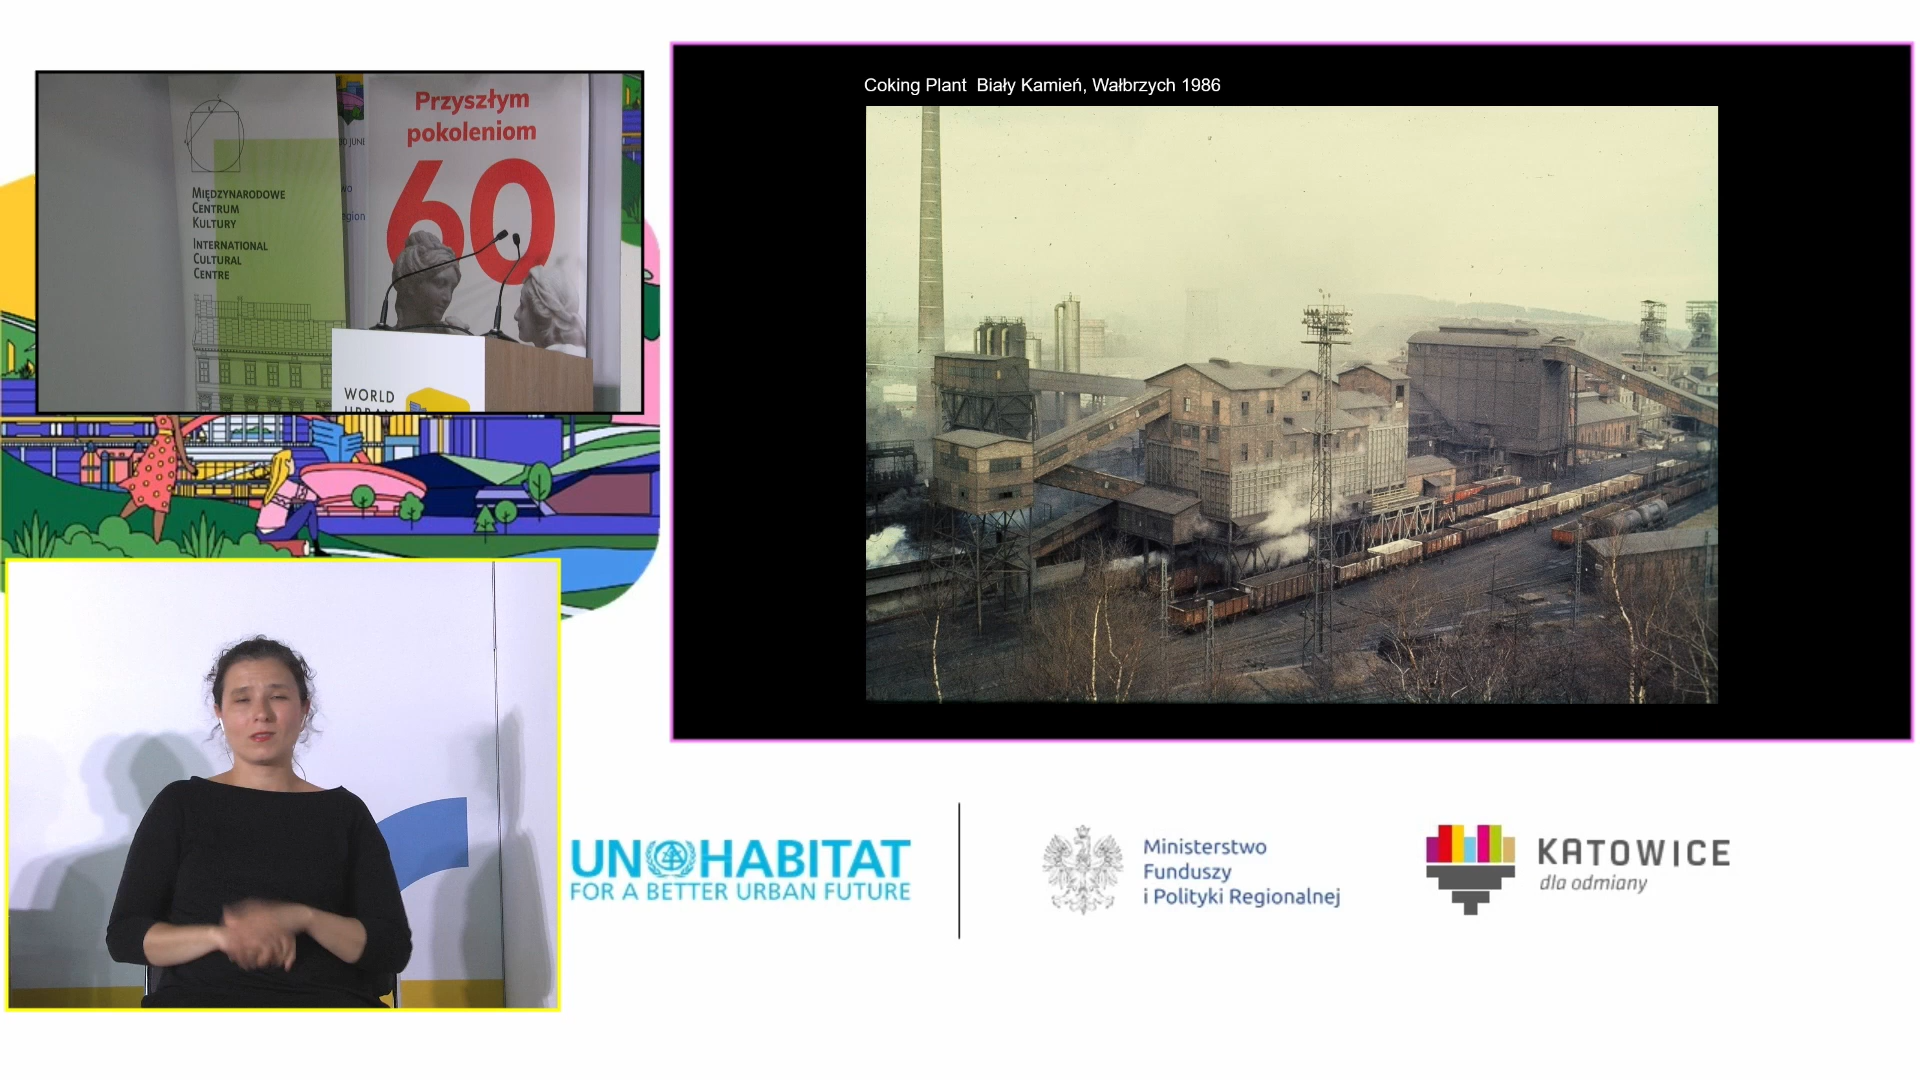 Przyszłym
pokoleniom
60
MIĘDZYNARODOWE
CENTRUM
KULTURY
INTERNATIONAL
CULTURAL
CENTRE
WORLD
Coking Plant Biały Kamień, Wałbrzych 1986
UN HABITAT
FOR A BETTER URBAN FUTURE
Ministerstwo
Funduszy
i Polityki Regionalnej
KATOWICE
dla odmiany